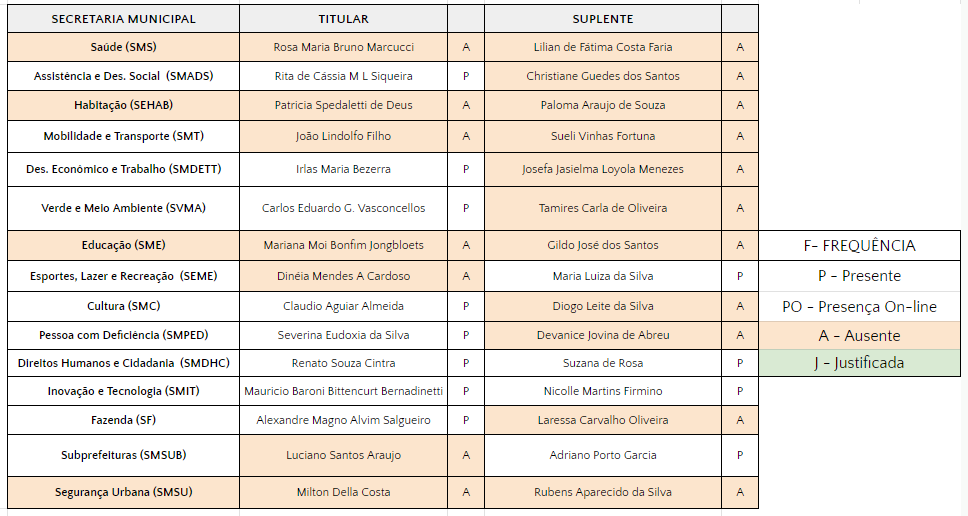 SECRETARIA MUNICIPAL TITULAR SUPLENTE
Saúde (SMS) Rosa Maria Bruno Marcucci A Lilian de Fátima Costa Faria A
Assistência e Des. Social (SMADS) Rita de Cássia M L Siqueira P Christiane Guedes dos Santos A
Habitação (SEHAB) Patrícia Spedaletti de Deus A Paloma Araujo de Souza A
Mobilidade e Transporte (SMT) João Lindolfo Filho A Sueli Vinhas Fortuna A
Des. Econômico e Trabalho (SMDETT) Irlas Maria Bezerra P Josefa Jasielma Loyola Menezes A
Verde e Meio Ambiente (SVMA) Carlos Eduardo G. Vasconcellos P Tamires Carla de Oliveira A
Educação (SME) Mariana Moi Bonfim Jongbloets A Gildo José dos Santos A F- FREQUÊNCIA
Esportes, Lazer e Recreação (SEME) Dinéia Mendes A Cardoso A Maria Luiza da Silva P P - Presente
Cultura (SMC) Claudio Aguiar Almeida P Diogo Leite da Silva A PO - Presença On-line
Pessoa com Deficiência (SMPED) Severina Eudoxia da Silva P Devanice Jovina de Abreu A A - Ausente
Direitos Humanos e Cidadania (SMDHC) Renato Souza Cintra P Suzana de Rosa P J - Justificada
Inovação e Tecnologia (SMIT) Mauricio Baroni Bittencurt Bernadinetti P Nicolle Martins Firmino P
Fazenda (SF) Alexandre Magno Alvim Salgueiro P Laressa Carvalho Oliveira A
Subprefeituras (SMSUB) Luciano Santos Araujo A Adriano Porto Garcia P
Segurança Urbana (SMSU) Milton Della Costa A Rubens Aparecido da Silva A